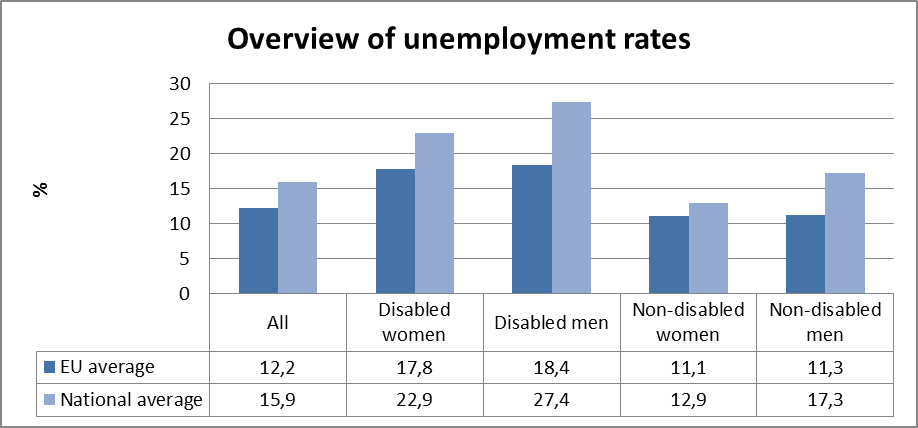 Overview of unemployment rates
%
30
25
20
15
10
5
0
All Disabled women Disabled men Non-disabled women Non-disabled men
EU average 12,2 17,8 18,4 11,1 11,3
National average 15,9 22,9 27,4 12,9 17,3